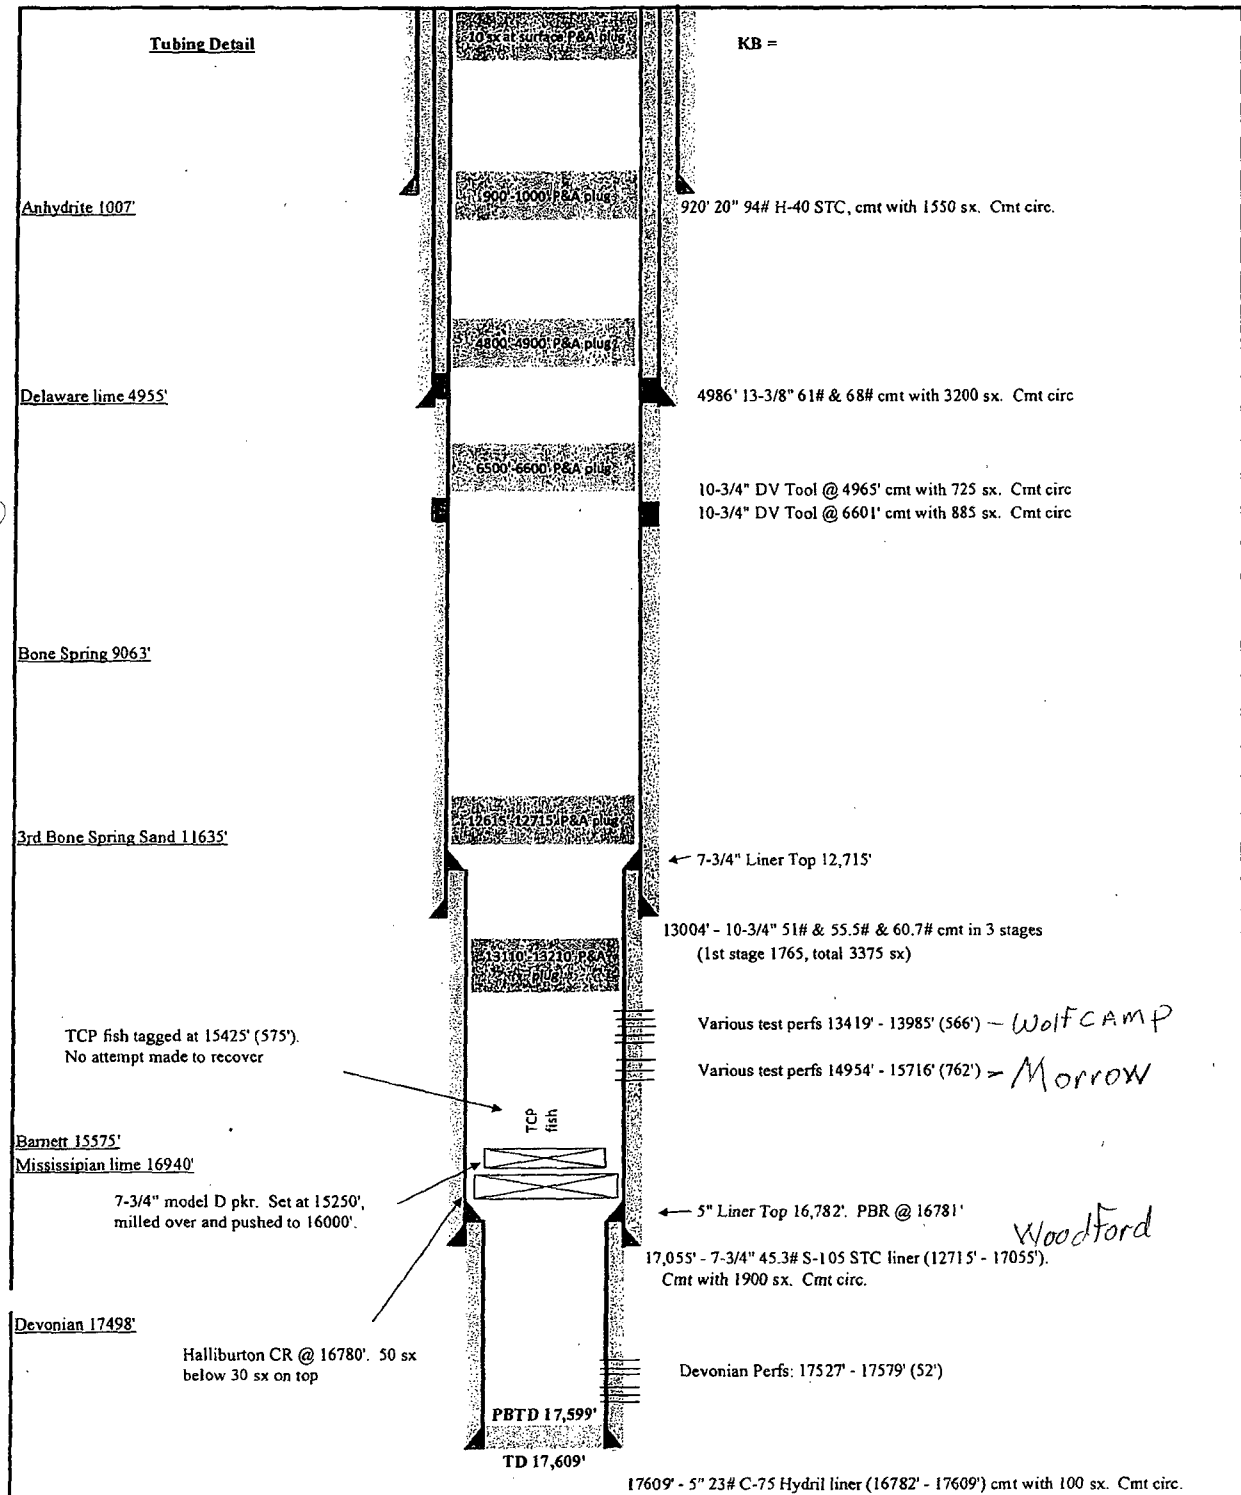 10 sx at surface P&A plug
Tubing Detail
KB =
900'-1000' P&A plug
Anhydrite 1007'
920' 20" 94# H-40 STC, cmt with 1550 sx.  Cmt circ.
4800'-4900' P&A plug
Delaware lime 4955'
4986' 13-3/8" 61# & 68# cmt with 3200 sx.  Cmt circ
6500'-6600' P&A plug
10-3/4" DV Tool @ 4965' cmt with 725 sx.  Cmt circ
10-3/4" DV Tool @ 6601' cmt with 885 sx.  Cmt circ
Bone Spring 9063'
12615'-12715' P&A plug
3rd Bone Spring Sand 11635'
7-3/4" Liner Top 12,715'
13004' - 10-3/4" 51# & 55.5# & 60.7# cmt in 3 stages
(1st stage 1765, total 3375 sx)
13110'-13210' P&A
plug
Various test perfs 13419' - 13985' (566') - WolfCAMP
TCP fish tagged at 15425' (575').
No attempt made to recover
Various test perfs 14954' - 15716' (762') - Morrow
TCP
fish
Barnett 15575'
Mississipian lime 16940'
7-3/4" model D pkr.  Set at 15250',
milled over and pushed to 16000'.
5" Liner Top 16,782'.  PBR @ 16781'
Woodford
17,055' - 7-3/4" 45.3# S-105 STC liner (12715' - 17055').
Cmt with 1900 sx.  Cmt circ.
Devonian 17498'
Halliburton CR @ 16780'.  50 sx
below 30 sx on top
Devonian Perfs: 17527' - 17579' (52')
PBTD 17,599'
TD 17,609'
17609' - 5" 23# C-75 Hydril liner (16782' - 17609') cmt with 100 sx.  Cmt circ.